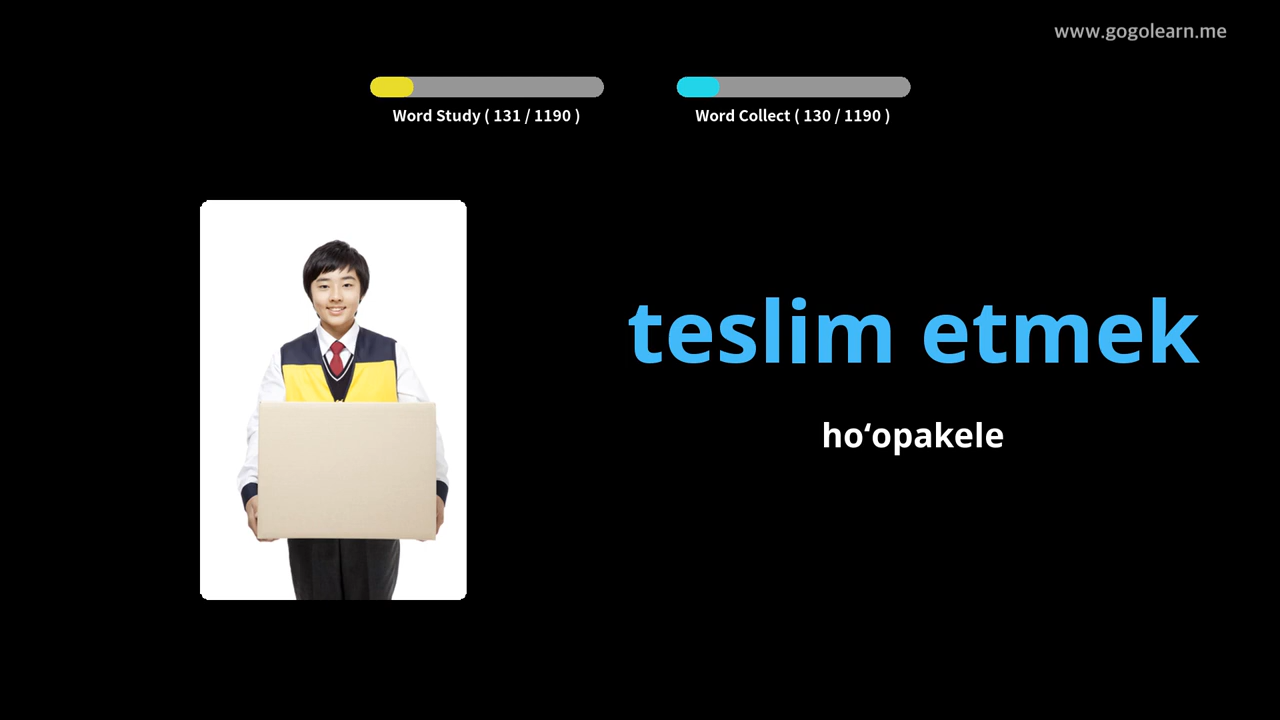 www.gogolearn.me
Word Study ( 131 / 1190 )
Word Collect ( 130 / 1190 )
teslim etmek
hoʻopakele